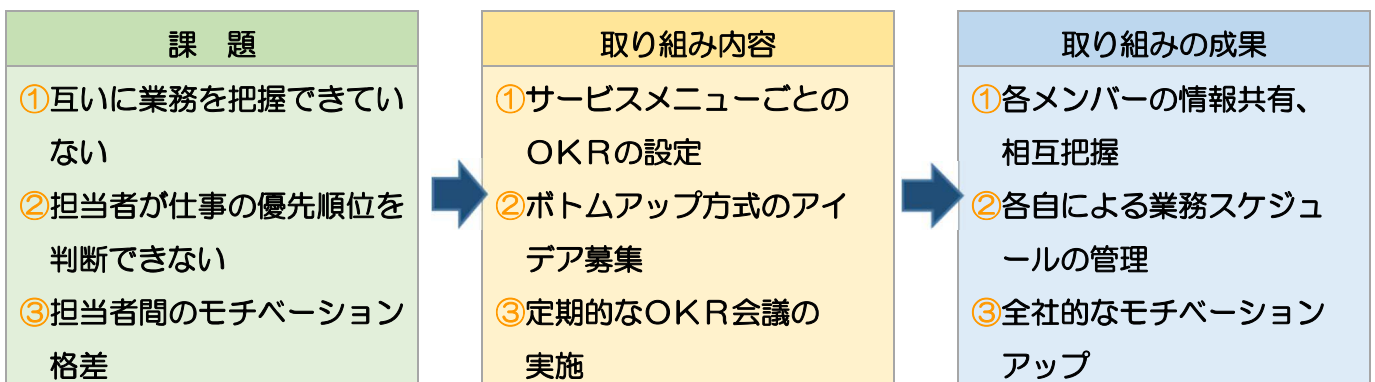 課　題
①互いに業務を把握できてい
ない
②担当者が仕事の優先順位を
判断できない
③担当者間のモチベーション
格差
取り組み内容
①サービスメニューごとの
ＯＫＲの設定
②ボトムアップ方式のアイ
デア募集
③定期的なＯＫＲ会議の
実施
取り組みの成果
①各メンバーの情報共有、
相互把握
②各自による業務スケジュ
ールの管理
③全社的なモチベーション
アップ